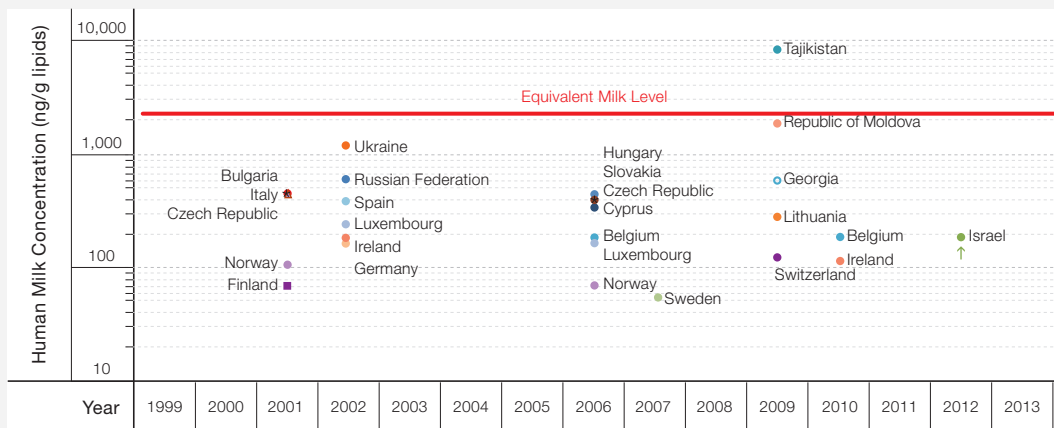 Human Milk Concentration (ng/g lipids)
10,000
1,000
100
10
Equivalent Milk Level
Bulgaria
Italy
Czech Republic
Norway
Finland
Ukraine
Russian Federation
Spain
Luxembourg
Ireland
Germany
Hungary
Slovakia
Czech Republic
Cyprus
Belgium
Luxembourg
Norway
Sweden
Tajikistan
Republic of Moldova
Georgia
Lithuania
Switzerland
Belgium
Ireland
Israel
Year 1999 2000 2001 2002 2003 2004 2005 2006 2007 2008 2009 2010 2011 2012 2013